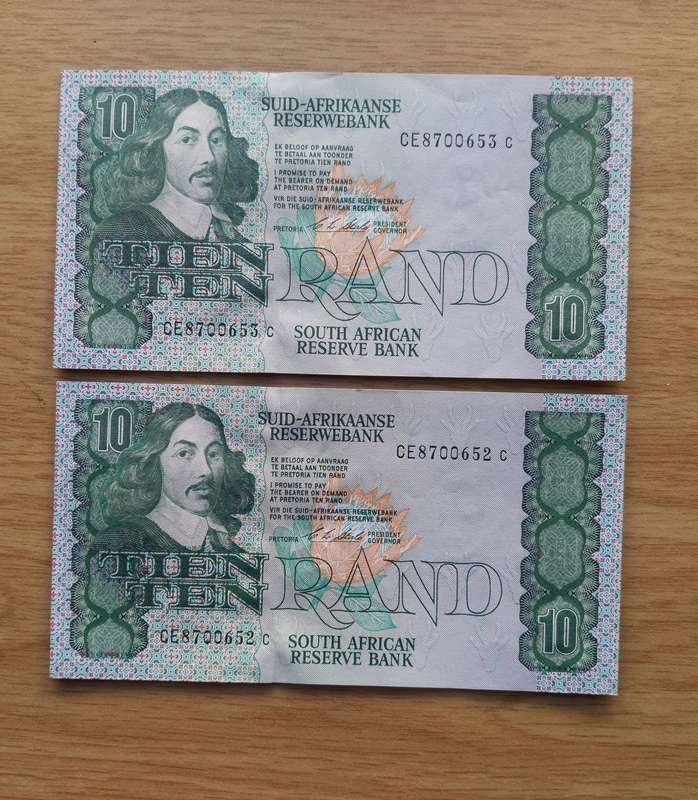 10
SUID-AFRIKAANSE
RESERWEBANK
CE8700653 C
EK BELOOF OP AANVRAAG
TE BETAAL AAN TOONDER
TE PRETORIA TIEN RAND
I PROMISE TO PAY
THE BEARER ON DEMAND
AT PRETORIA TEN RAND
VIR DIE SUID-AFRIKAANSE RESERWEBANK
FOR THE SOUTH AFRICAN RESERVE BANK
PRETORIA
PRESIDENT
GOVERNOR
TIEN
TEN
RAND
10
CE8700653 C
SOUTH AFRICAN
RESERVE BANK
10
SUID-AFRIKAANSE
RESERWEBANK
CE8700652 C
EK BELOOF OP AANVRAAG
TE BETAAL AAN TOONDER
TE PRETORIA TIEN RAND
I PROMISE TO PAY
THE BEARER ON DEMAND
AT PRETORIA TEN RAND
VIR DIE SUID-AFRIKAANSE RESERWEBANK
FOR THE SOUTH AFRICAN RESERVE BANK
PRETORIA
PRESIDENT
GOVERNOR
TIEN
TEN
RAND
10
CE8700652 C
SOUTH AFRICAN
RESERVE BANK